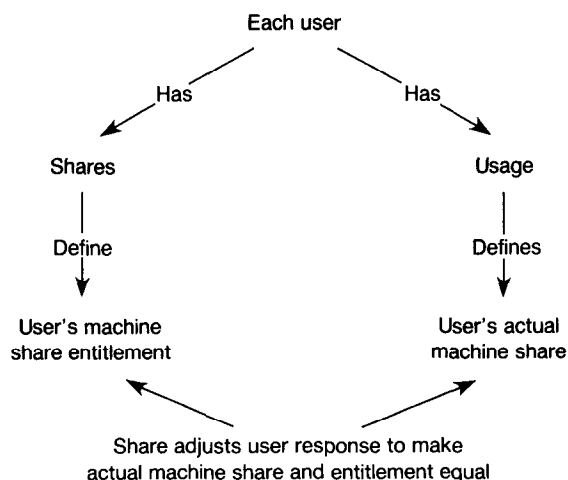 Each user
Has
Has
Shares
Usage
Define
Defines
User's machine
share entitlement
User's actual
machine share
Share adjusts user response to make
actual machine share and entitlement equal